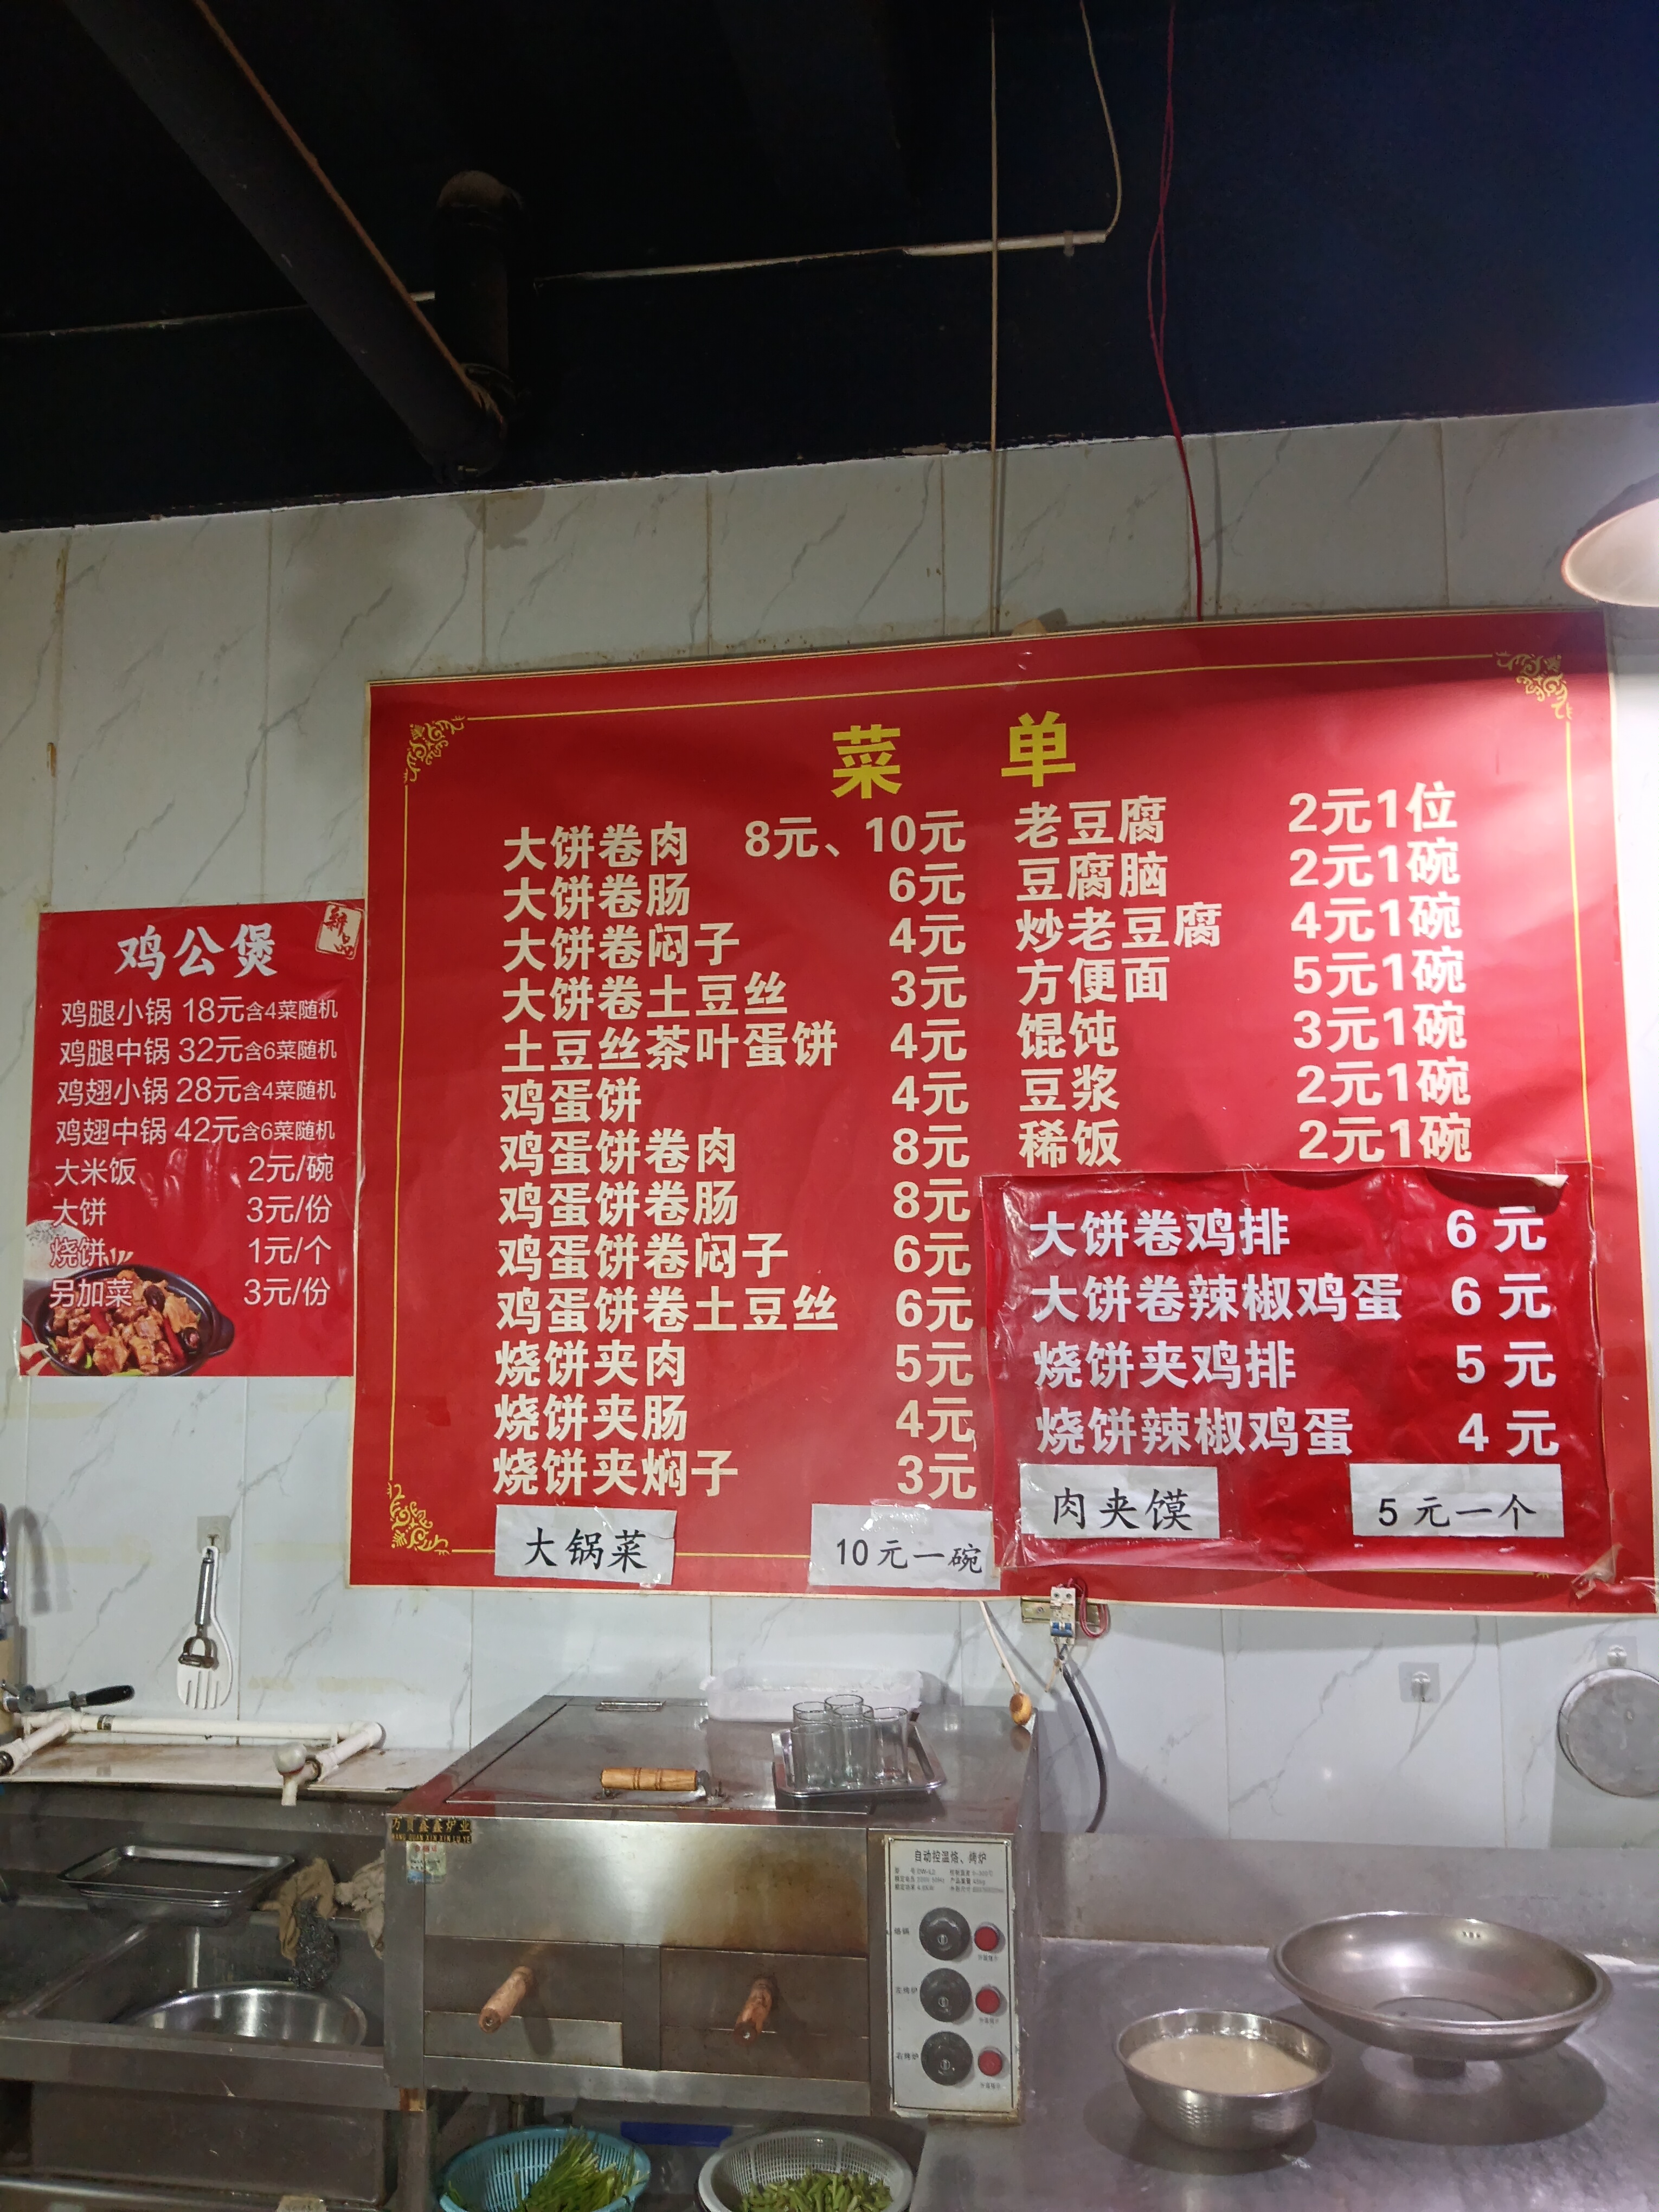 新品
鸡公煲
鸡腿小锅 18元含4菜随机
鸡腿中锅 32元含6菜随机
鸡翅小锅 28元含4菜随机
鸡翅中锅 42元含6菜随机
大米饭 2元/碗
大饼 3元/份
烧饼 1元/个
另加菜 3元/份
菜 单
大饼卷肉 8元、10元
大饼卷肠 6元
大饼卷闷子 4元
大饼卷土豆丝 3元
土豆丝茶叶蛋饼 4元
鸡蛋饼 4元
鸡蛋饼卷肉 8元
鸡蛋饼卷肠 8元
鸡蛋饼卷闷子 6元
鸡蛋饼卷土豆丝 6元
烧饼夹肉 5元
烧饼夹肠 4元
烧饼夹焖子 3元
大锅菜 10元一碗
老豆腐 2元1位
豆腐脑 2元1碗
炒老豆腐 4元1碗
方便面 5元1碗
馄饨 3元1碗
豆浆 2元1碗
稀饭 2元1碗
大饼卷鸡排 6元
大饼卷辣椒鸡蛋 6元
烧饼夹鸡排 5元
烧饼辣椒鸡蛋 4元
肉夹馍 5元一个
自动控温烙、烤炉